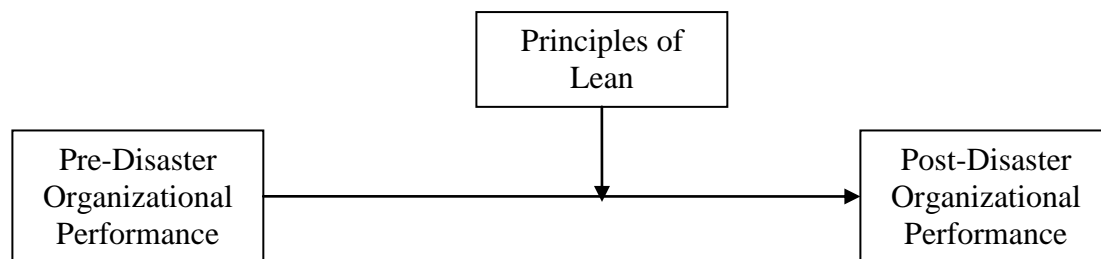 Principles of
Lean
Pre-Disaster
Organizational
Performance
Post-Disaster
Organizational
Performance